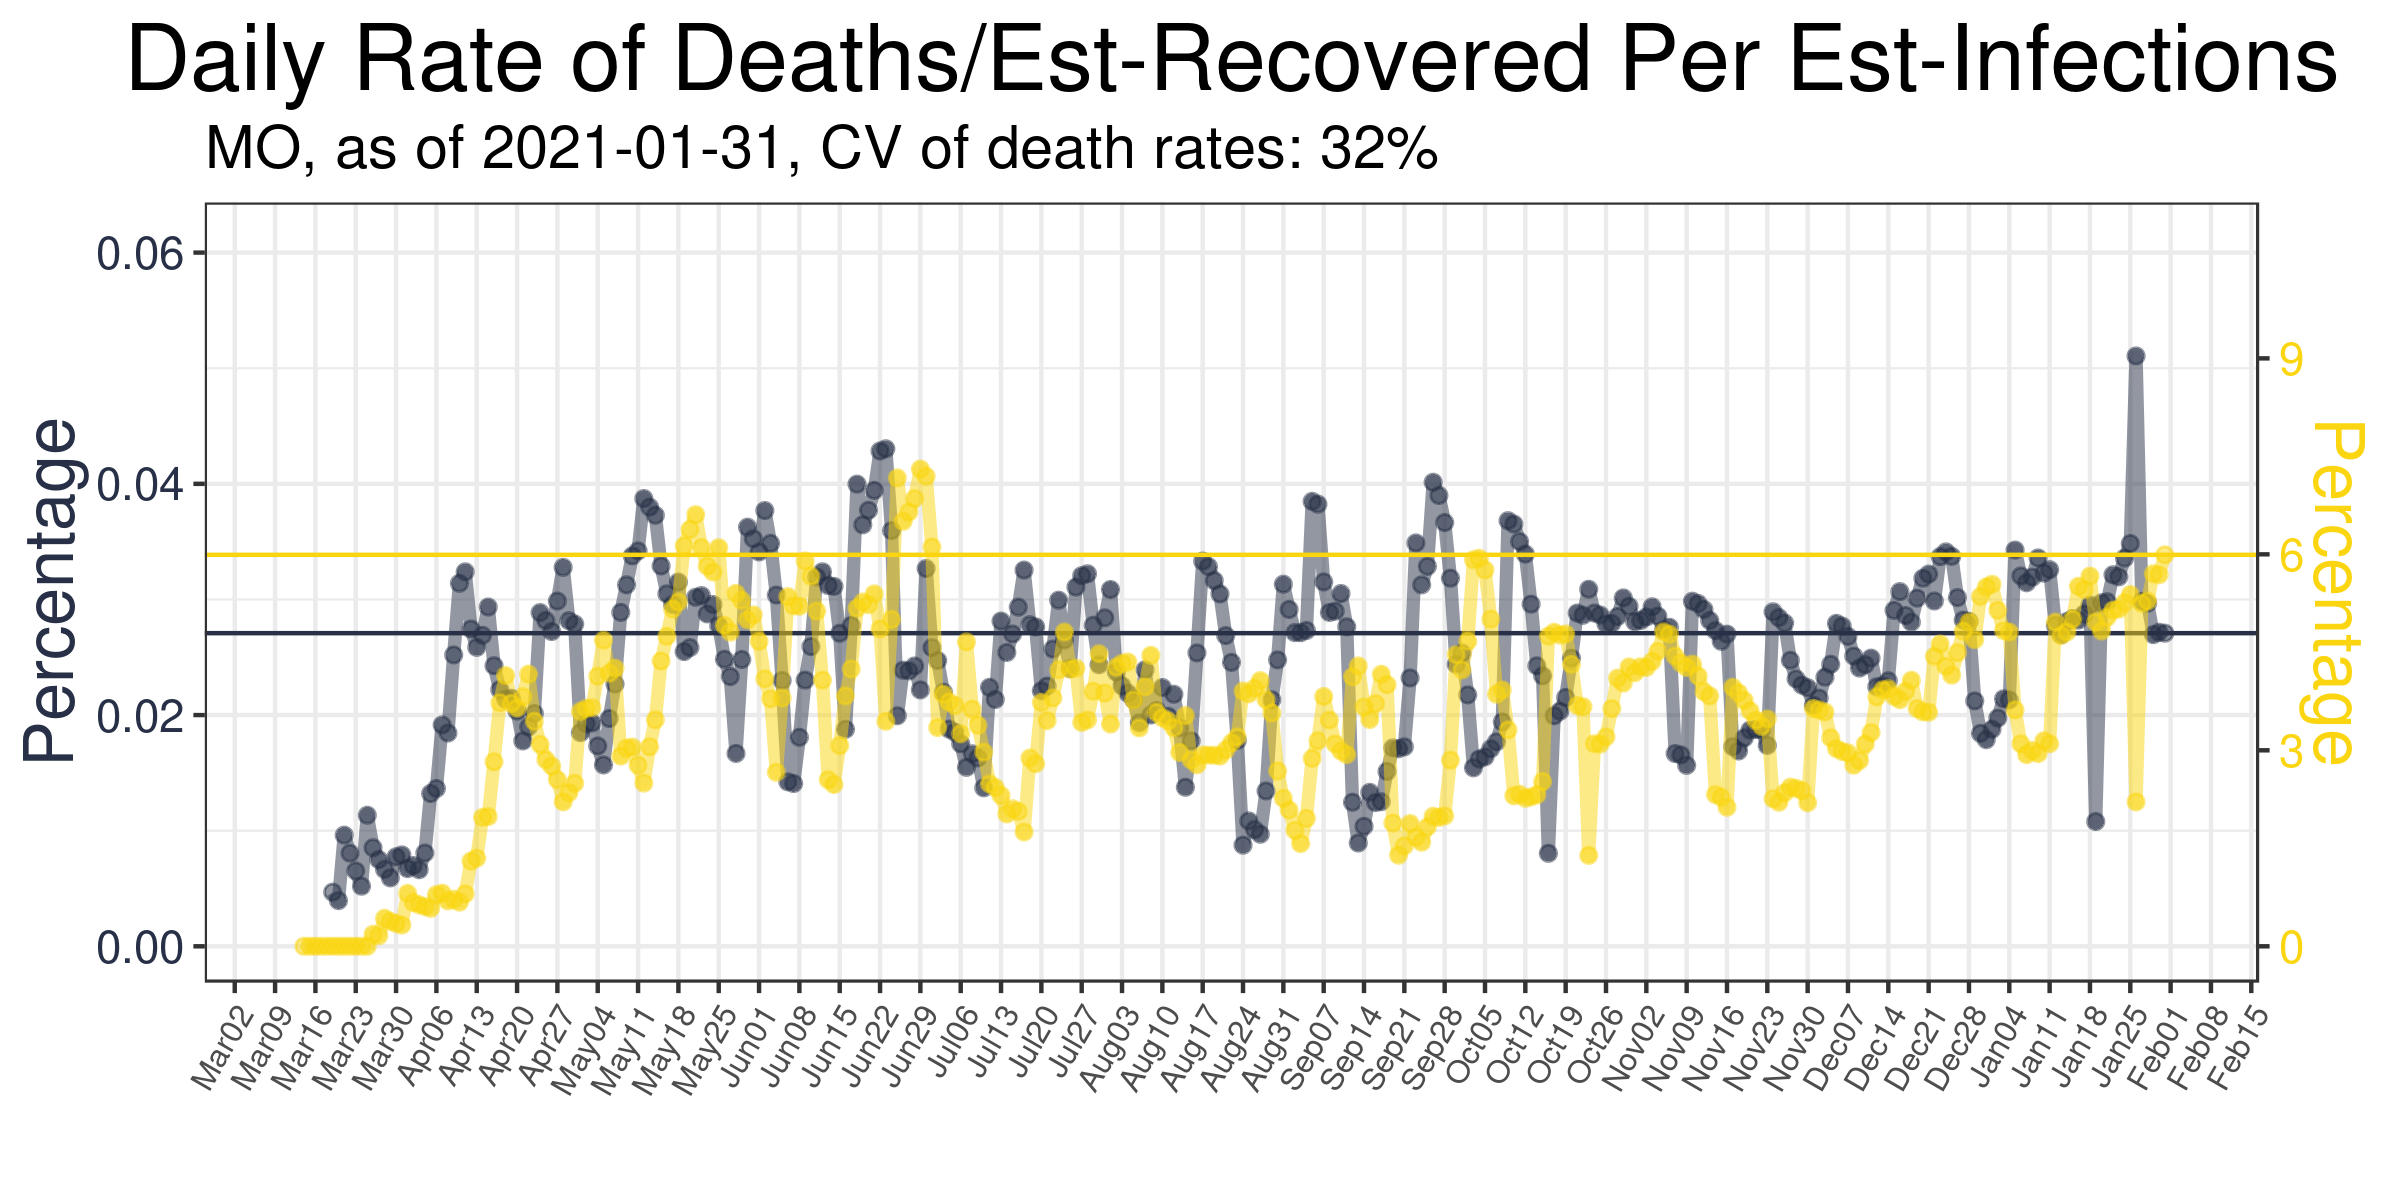 Daily Rate of Deaths/Est-Recovered Per Est-Infections
MO, as of 2021-01-31, CV of death rates: 32%
Percentage
0.06
0.04
0.02
0.00
9
6
3
0
Percentage
Mar02
Mar09
Mar16
Mar23
Mar30
Apr06
Apr13
Apr20
Apr27
May04
May11
May18
May25
Jun01
Jun08
Jun15
Jun22
Jun29
Jul06
Jul13
Jul20
Jul27
Aug03
Aug10
Aug17
Aug24
Aug31
Sep07
Sep14
Sep21
Sep28
Oct05
Oct12
Oct19
Oct26
Nov02
Nov09
Nov16
Nov23
Nov30
Dec07
Dec14
Dec21
Dec28
Jan04
Jan11
Jan18
Jan25
Feb01
Feb08
Feb15